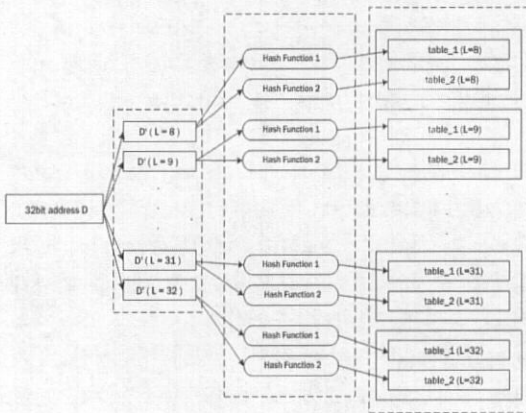 32bit address D
D' ( L = 8 )
D' ( L = 9 )
D' ( L = 31 )
D' ( L = 32 )
Hash Function 1
Hash Function 2
Hash Function 1
Hash Function 2
Hash Function 1
Hash Function 2
Hash Function 1
Hash Function 2
table_1 (L=8)
table_2 (L=8)
table_1 (L=9)
table_2 (L=9)
table_1 (L=31)
table_2 (L=31)
table_1 (L=32)
table_2 (L=32)